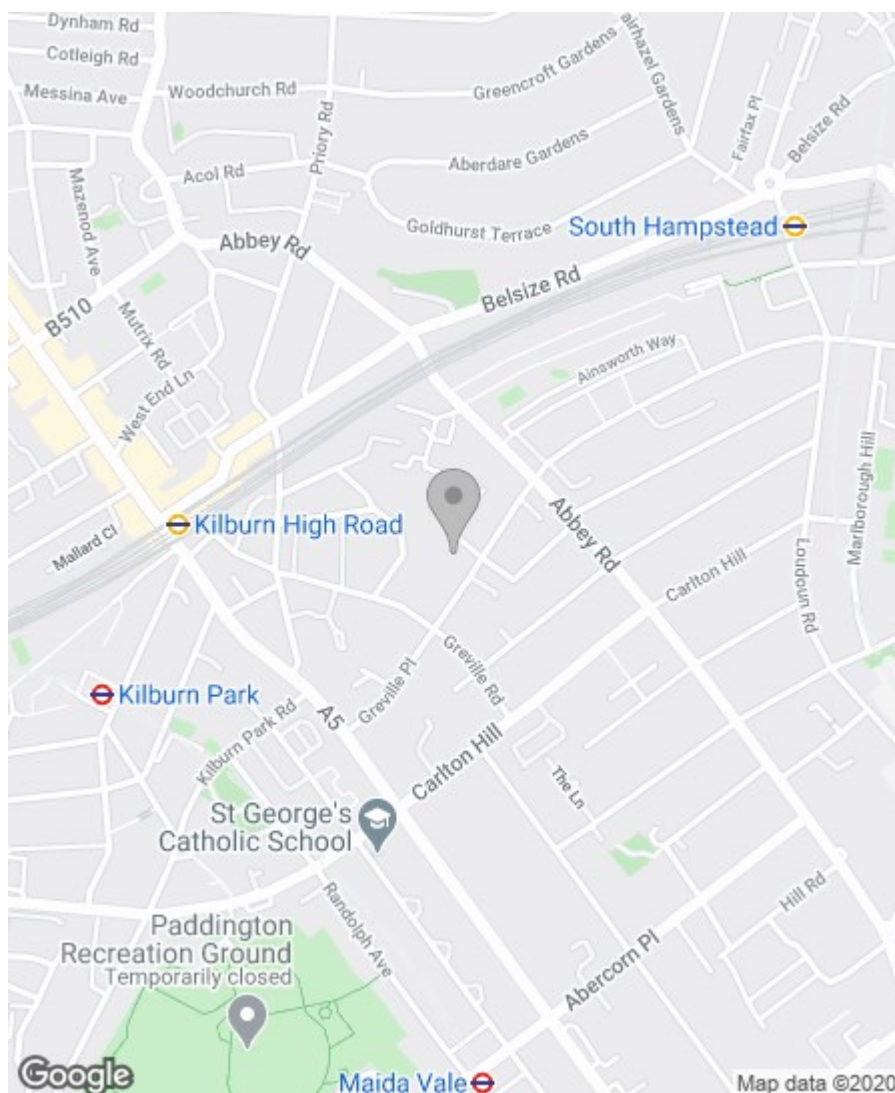 Dynham Rd
Cotleigh Rd
Messina Ave
Woodchurch Rd
Greencroft Gardens
Fairhazel Gardens
Priory Rd
Fairfax Pl
Belsize Rd
Aberdare Gardens
Acol Rd
Mazenod Ave
Goldhurst Terrace
South Hampstead
Abbey Rd
Belsize Rd
B510
Mutrix Rd
Ainsworth Way
West End Ln
Marlborough Hill
Kilburn High Road
Mallard Cl
Abbey Rd
Carlton Hill
Loudoun Rd
Greville Rd
Kilburn Park
Greville Pl
A5
Kilburn Park Rd
Carlton Hill
The Ln
St George's
Catholic School
Hill Rd
Randolph Ave
Paddington
Recreation Ground
Temporarily closed
Abercorn Pl
Google
Maida Vale
Map data ©2020